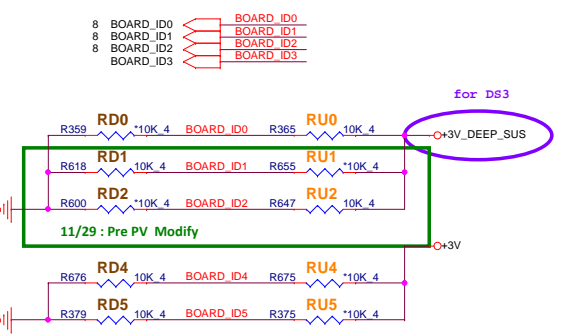 8 BOARD_ID0 BOARD_ID0
8 BOARD_ID1 BOARD_ID1
8 BOARD_ID2 BOARD_ID2
BOARD_ID3 BOARD_ID3
for DS3
RD0 RU0
R359 *10K_4 BOARD_ID0 R365 10K_4 +3V_DEEP_SUS
RD1 RU1
R618 10K_4 BOARD_ID1 R655 *10K_4
RD2 RU2
R600 *10K_4 BOARD_ID2 R647 10K_4
11/29 : Pre PV Modify
+3V
RD4 RU4
R676 10K_4 BOARD_ID4 R675 *10K_4
RD5 RU5
R379 10K_4 BOARD_ID5 R375 *10K_4